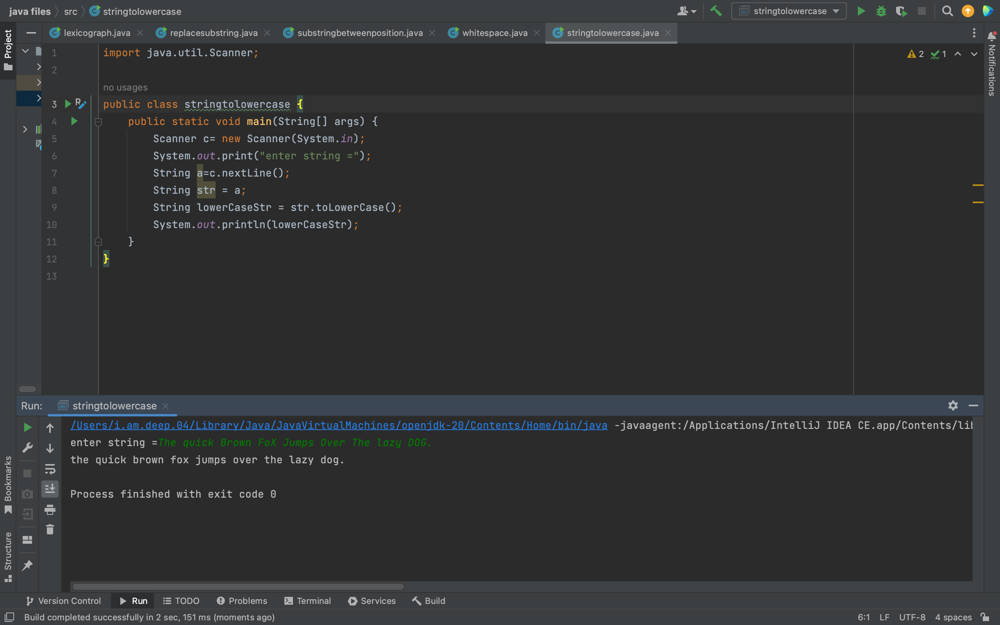 java files src stringtolowercase stringtolowercase
lexicograph.java replacesubstring.java substringbetweenposition.java whitespace.java stringtolowercase.java
Project
Notifications
2 1
1 import java.util.Scanner;
2
no usages
3 public class stringtolowercase {
4 public static void main(String[] args) {
5 Scanner c= new Scanner(System.in);
6 System.out.print("enter string =");
7 String a=c.nextLine();
8 String str = a;
9 String lowerCaseStr = str.toLowerCase();
10 System.out.println(lowerCaseStr);
11 }
12 }
13
Run: stringtolowercase
/Users/i.am.deep.04/Library/Java/JavaVirtualMachines/openjdk-20/Contents/Home/bin/java -javaagent:/Applications/IntelliJ IDEA CE.app/Contents/lib
enter string =The quick Brown FoX Jumps Over The lazy DOG.
the quick brown fox jumps over the lazy dog.
Process finished with exit code 0
Bookmarks
Structure
Version Control Run TODO Problems Terminal Services Build
Build completed successfully in 2 sec, 151 ms (moments ago) 6:1 LF UTF-8 4 spaces